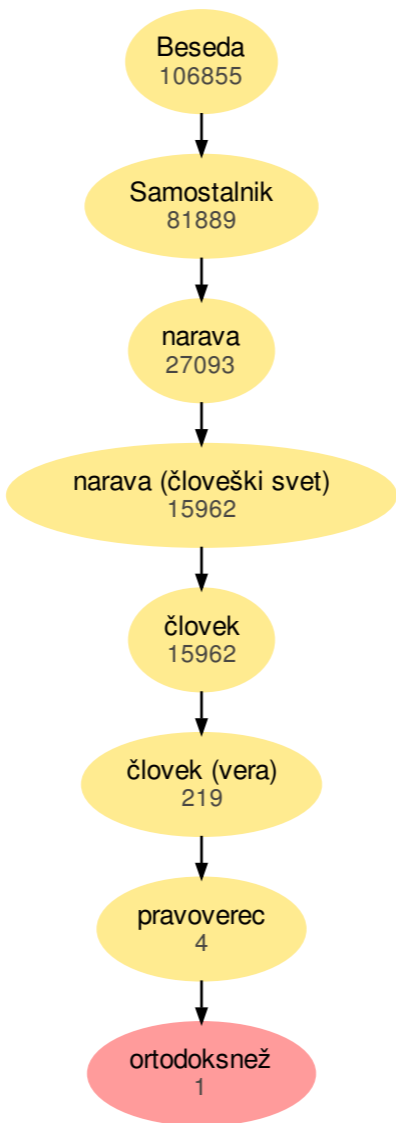 Beseda
106855
Samostalnik
81889
narava
27093
narava (človeški svet)
15962
človek
15962
človek (vera)
219
pravoverec
4
ortodoksnež
1